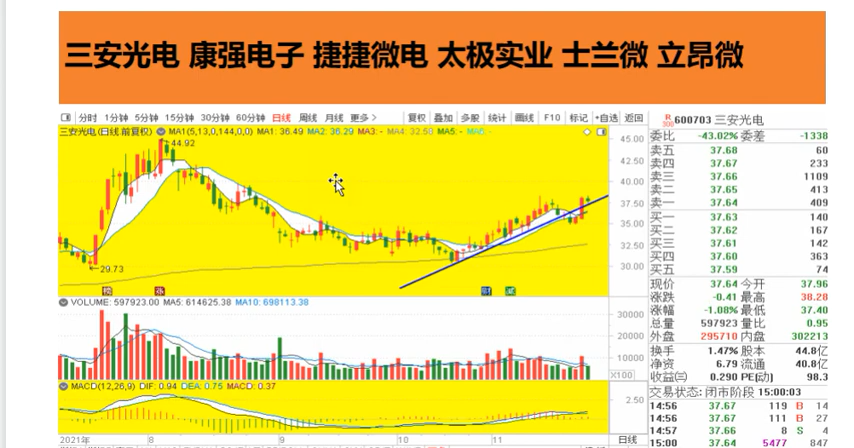 三安光电 康强电子 捷捷微电 太极实业 士兰微 立昂微
分时 1分钟 5分钟 15分钟 30分钟 60分钟 日线 周线 月线 更多 > 复权 叠加 多股 统计 画线 F10 标记 +自选 返回
三安光电(日线.前复权) MA1(5,13,0,144,0,0) MA1: 36.49 MA2: 36.29 MA3: - MA4: 32.58 MA5: - MA6: -
44.92
29.73
45.00
42.50
40.00
37.50
35.00
32.50
30.00
VOLUME: 597923.00 MA5: 614625.38 MA10: 698113.38
30000
20000
10000
X100
MACD(12,26,9) DIF: 0.94 DEA: 0.75 MACD: 0.37
2.50
2021年 8 9 10 11 日线
R 300 600703 三安光电
委比 -43.02% 委差 -1338
卖五 37.68 60
卖四 37.67 233
卖三 37.66 1109
卖二 37.65 413
卖一 37.64 409
买一 37.63 140
买二 37.62 167
买三 37.61 142
买四 37.60 363
买五 37.59 74
现价 37.64 今开 37.96
涨跌 -0.41 最高 38.28
涨幅 -1.08% 最低 37.40
总量 597923 量比 0.95
外盘 295710 内盘 302213
换手 1.47% 股本 44.8亿
净资 6.79 流通 40.8亿
收益(三) 0.290 PE(动) 98.3
交易状态: 闭市阶段 15:00:03
14:56 37.67 119 B 14
14:56 37.67 111 B 27
14:57 37.66 8 S 4
15:00 37.64 5477 847